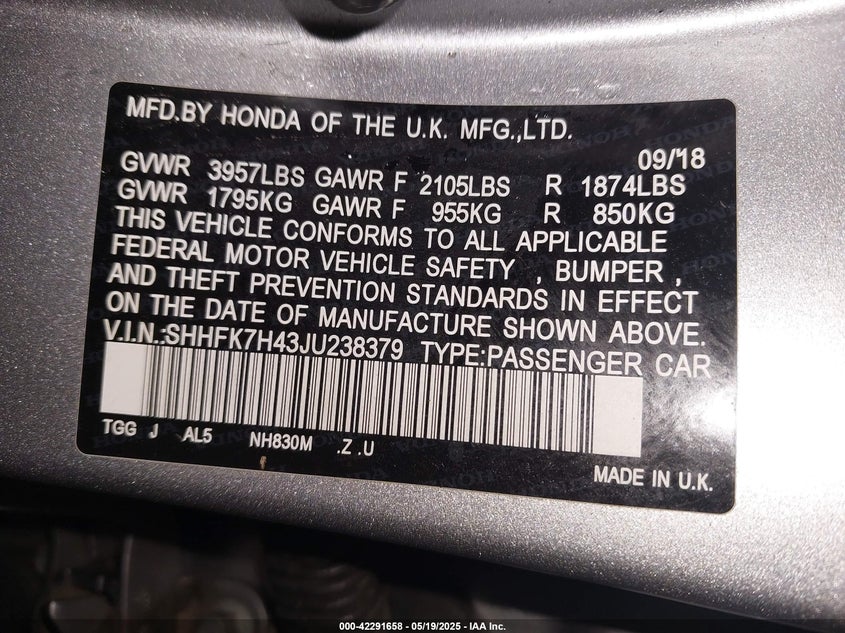 MFD.BY HONDA OF THE U.K. MFG.,LTD.
09/18
GVWR 3957LBS GAWR F 2105LBS R 1874LBS
GVWR 1795KG GAWR F 955KG R 850KG
THIS VEHICLE CONFORMS TO ALL APPLICABLE
FEDERAL MOTOR VEHICLE SAFETY , BUMPER ,
AND THEFT PREVENTION STANDARDS IN EFFECT
ON THE DATE OF MANUFACTURE SHOWN ABOVE.
V.I.N.:SHHFK7H43JU238379 TYPE:PASSENGER CAR
TGG J AL5 NH830M .Z .U
MADE IN U.K.
000-42291658 — 05/19/2025 — IAA Inc.